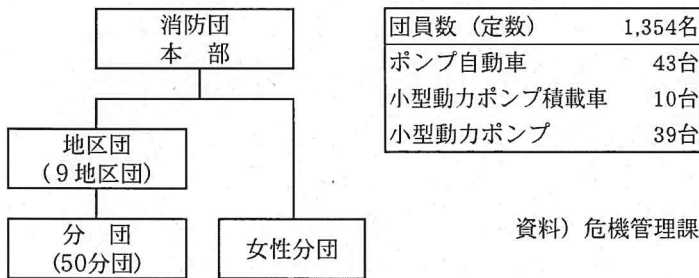 消防団
本　部
地区団
(9地区団)
分　団
(50分団)
女性分団
団員数（定数）　1,354名
ポンプ自動車　43台
小型動力ポンプ積載車　10台
小型動力ポンプ　39台
資料）危機管理課